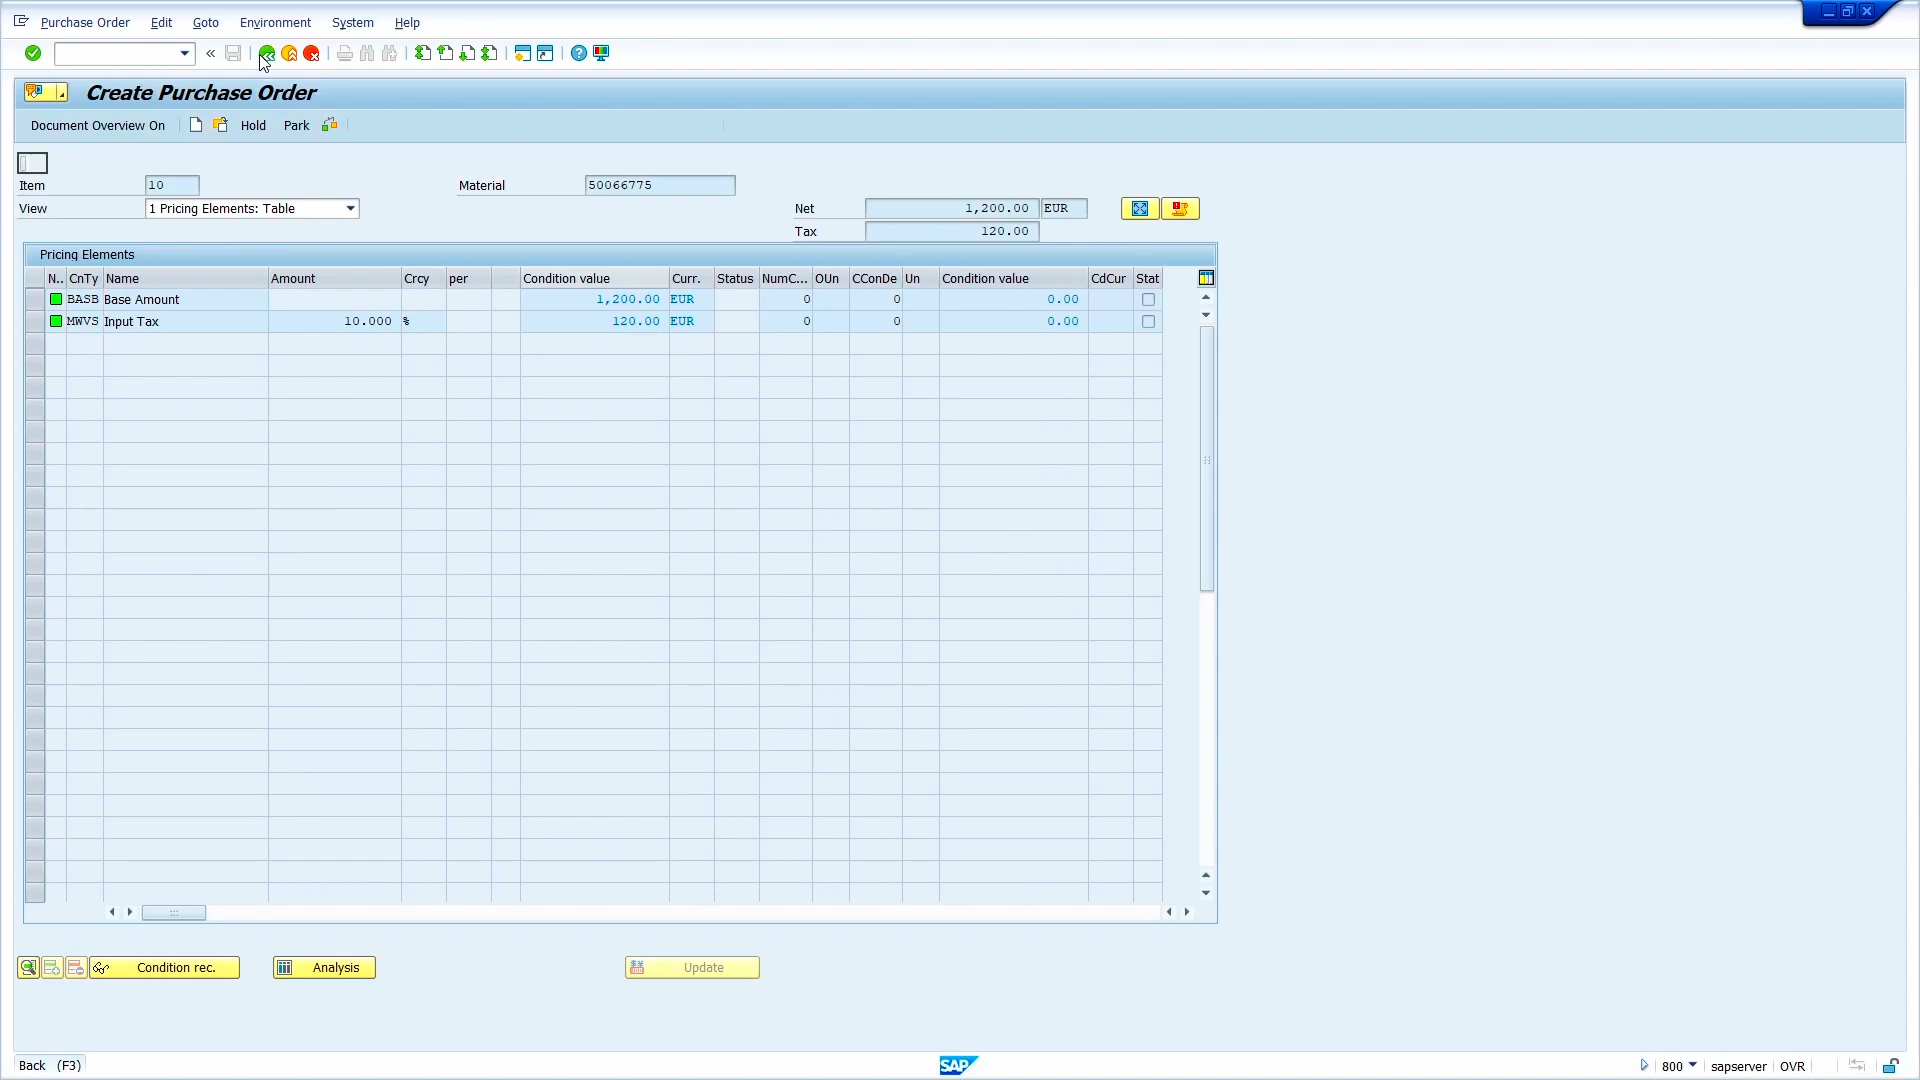 Purchase Order Edit Goto Environment System Help
«
Create Purchase Order
Document Overview On Hold Park
Item 10 Material 50066775
View 1 Pricing Elements: Table Net 1,200.00 EUR
Tax 120.00
Pricing Elements
N.. CnTy Name Amount Crcy per Condition value Curr. Status NumC... OUn CConDe Un Condition value CdCur Stat
BASB Base Amount 1,200.00 EUR 0 0 0.00
MWVS Input Tax 10.000 % 120.00 EUR 0 0 0.00
Condition rec. Analysis Update
Back (F3) SAP 800 sapserver OVR